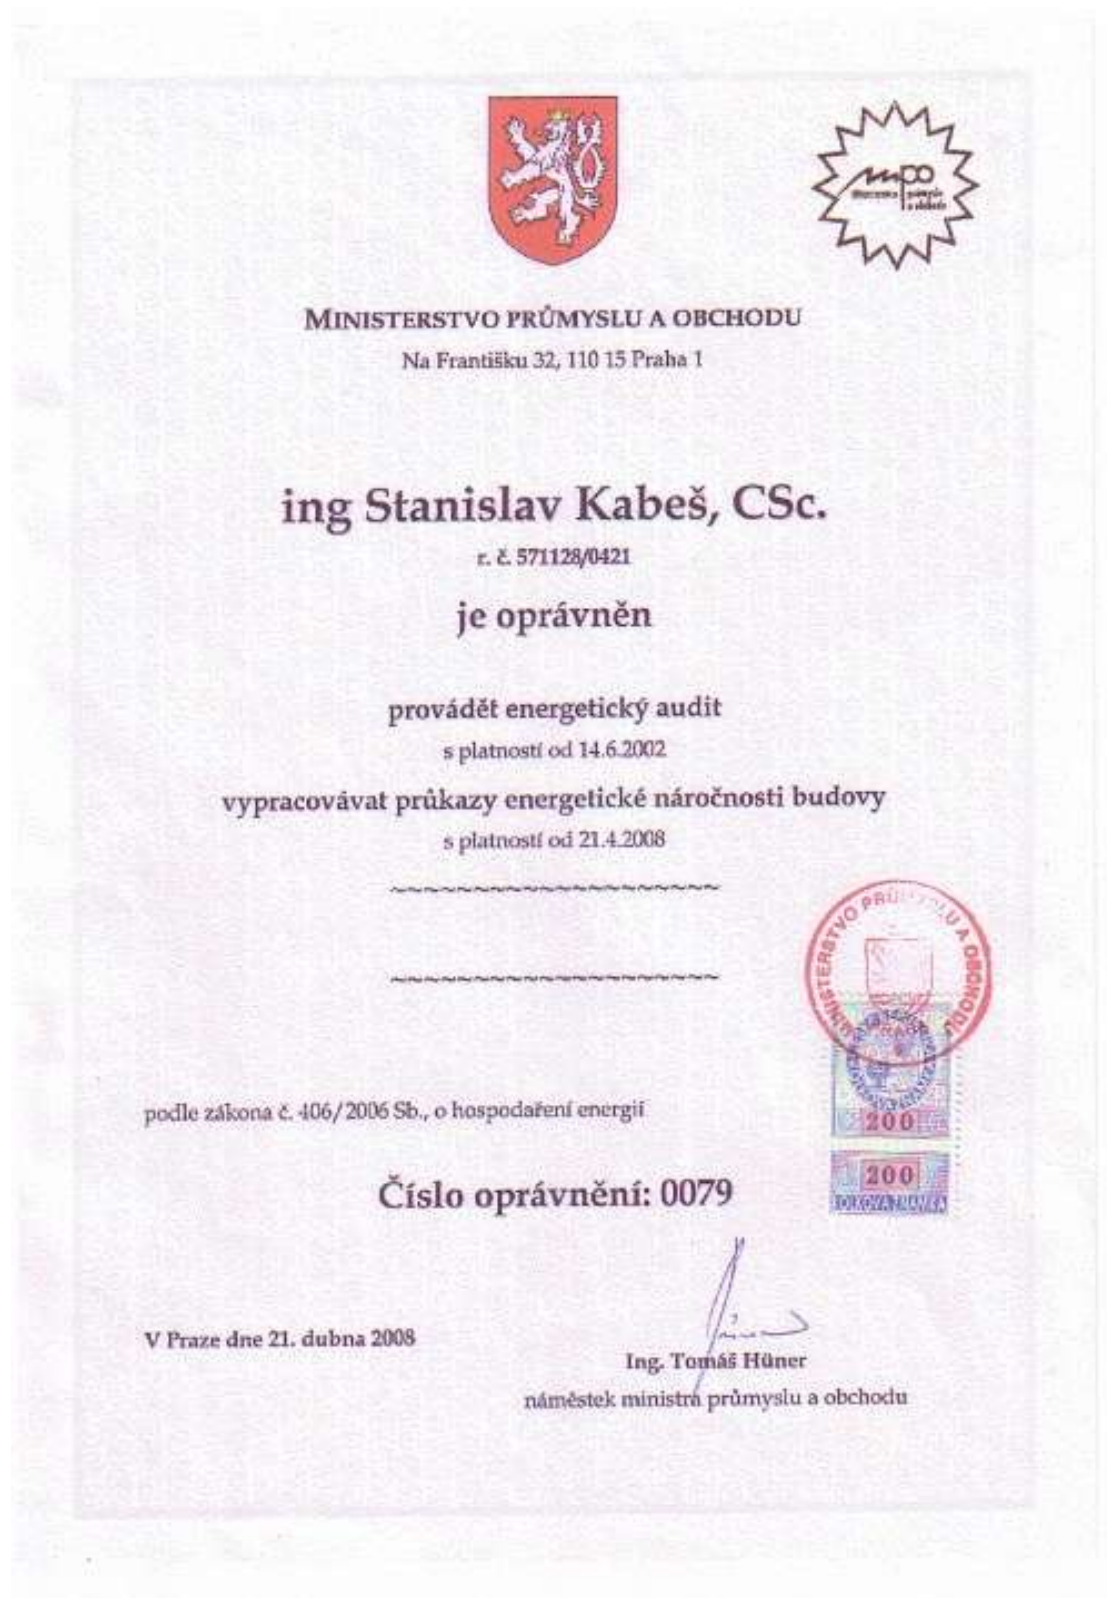 mpo
MINISTERSTVO PRŮMYSLU A OBCHODU
Na Františku 32, 110 15 Praha 1
ing Stanislav Kabeš, CSc.
r. č. 571128/0421
je oprávněn
provádět energetický audit
s platností od 14.6.2002
vypracovávat průkazy energetické náročnosti budovy
s platností od 21.4.2008
~~~~~~~~~~~~~~~~~~~~
~~~~~~~~~~~~~~~~~~~~
MINISTERSTVO PRŮMYSLU A OBCHODU
200
200
KOLKOVÁ ZNÁMKA
podle zákona č. 406/2006 Sb., o hospodaření energií
Číslo oprávnění: 0079
V Praze dne 21. dubna 2008
Ing. Tomáš Hüner
náměstek ministra průmyslu a obchodu